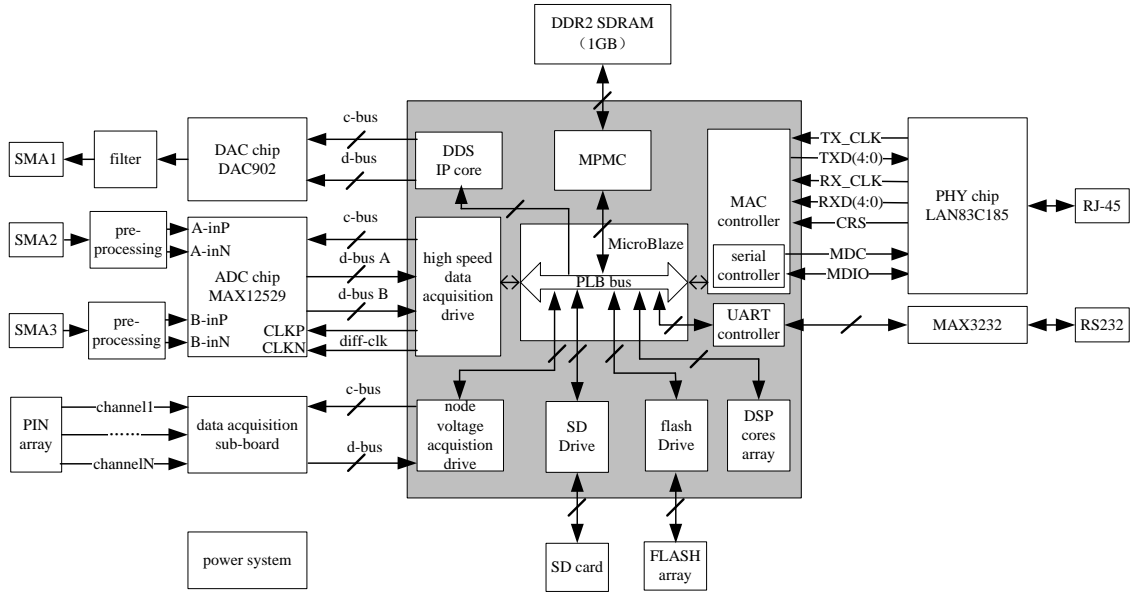 DDR2 SDRAM
（1GB）
SMA1
filter
DAC chip
DAC902
c-bus
d-bus
DDS
IP core
MPMC
MAC
controller
serial
controller
TX_CLK
TXD(4:0)
RX_CLK
RXD(4:0)
CRS
MDC
MDIO
PHY chip
LAN83C185
RJ-45
SMA2
pre-
processing
A-inP
A-inN
ADC chip
MAX12529
SMA3
pre-
processing
B-inP
B-inN
CLKP
CLKN
c-bus
d-bus A
d-bus B
diff-clk
high speed
data
acquisition
drive
MicroBlaze
PLB bus
UART
controller
MAX3232
RS232
PIN
array
channel1
......
channelN
data acquisition
sub-board
c-bus
d-bus
node
voltage
acquistion
drive
SD
Drive
flash
Drive
DSP
cores
array
power system
SD card
FLASH
array